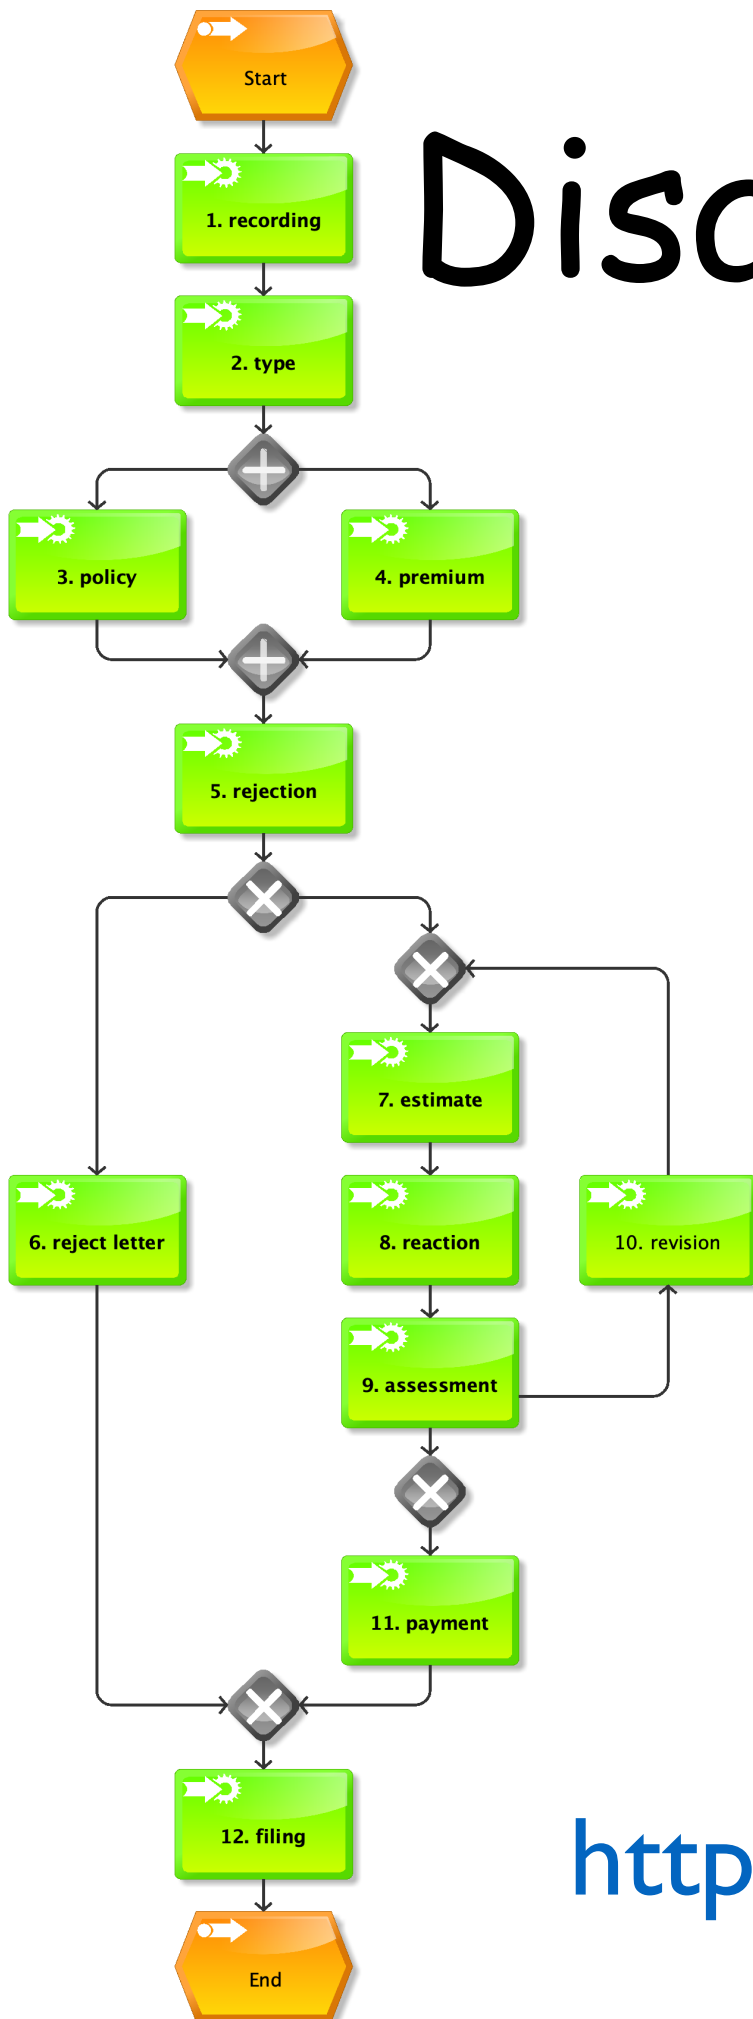 Start
Disc
1. recording
2. type
3. policy
4. premium
5. rejection
7. estimate
6. reject letter
8. reaction
10. revision
9. assessment
11. payment
12. filing
http
End